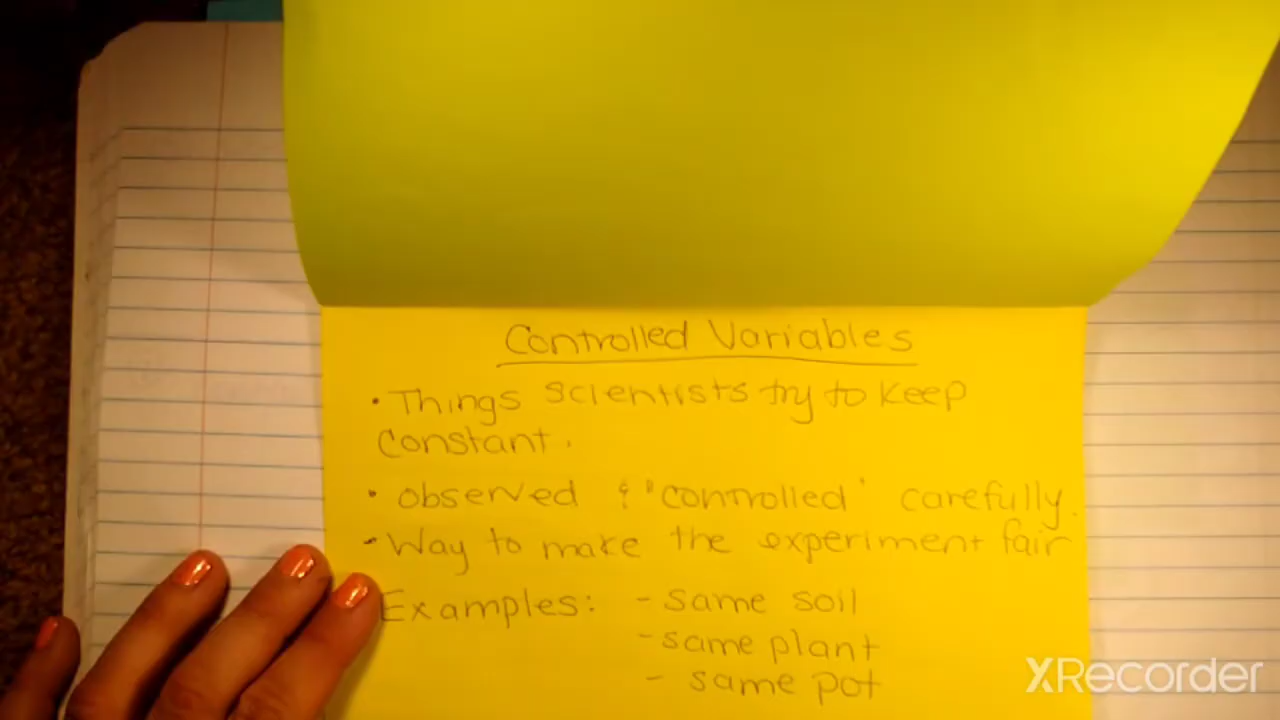 Controlled Variables
• Things scientists try to keep
constant.
• observed & "controlled" carefully.
• Way to make the experiment fair
Examples: - same soil
- same plant
- same pot
XRecorder